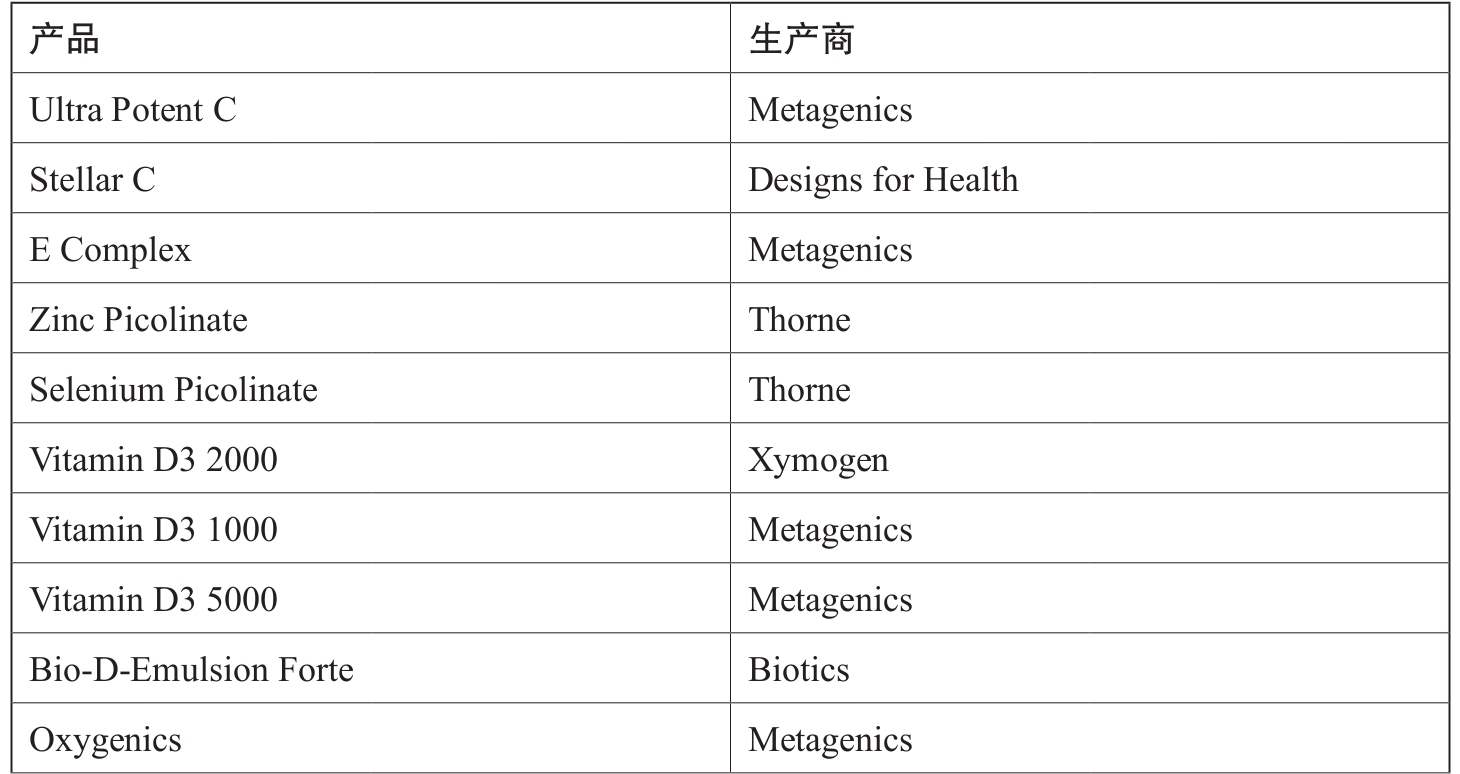 产品 生产商
Ultra Potent C Metagenics
Stellar C Designs for Health
E Complex Metagenics
Zinc Picolinate Thorne
Selenium Picolinate Thorne
Vitamin D3 2000 Xymogen
Vitamin D3 1000 Metagenics
Vitamin D3 5000 Metagenics
Bio-D-Emulsion Forte Biotics
Oxygenics Metagenics